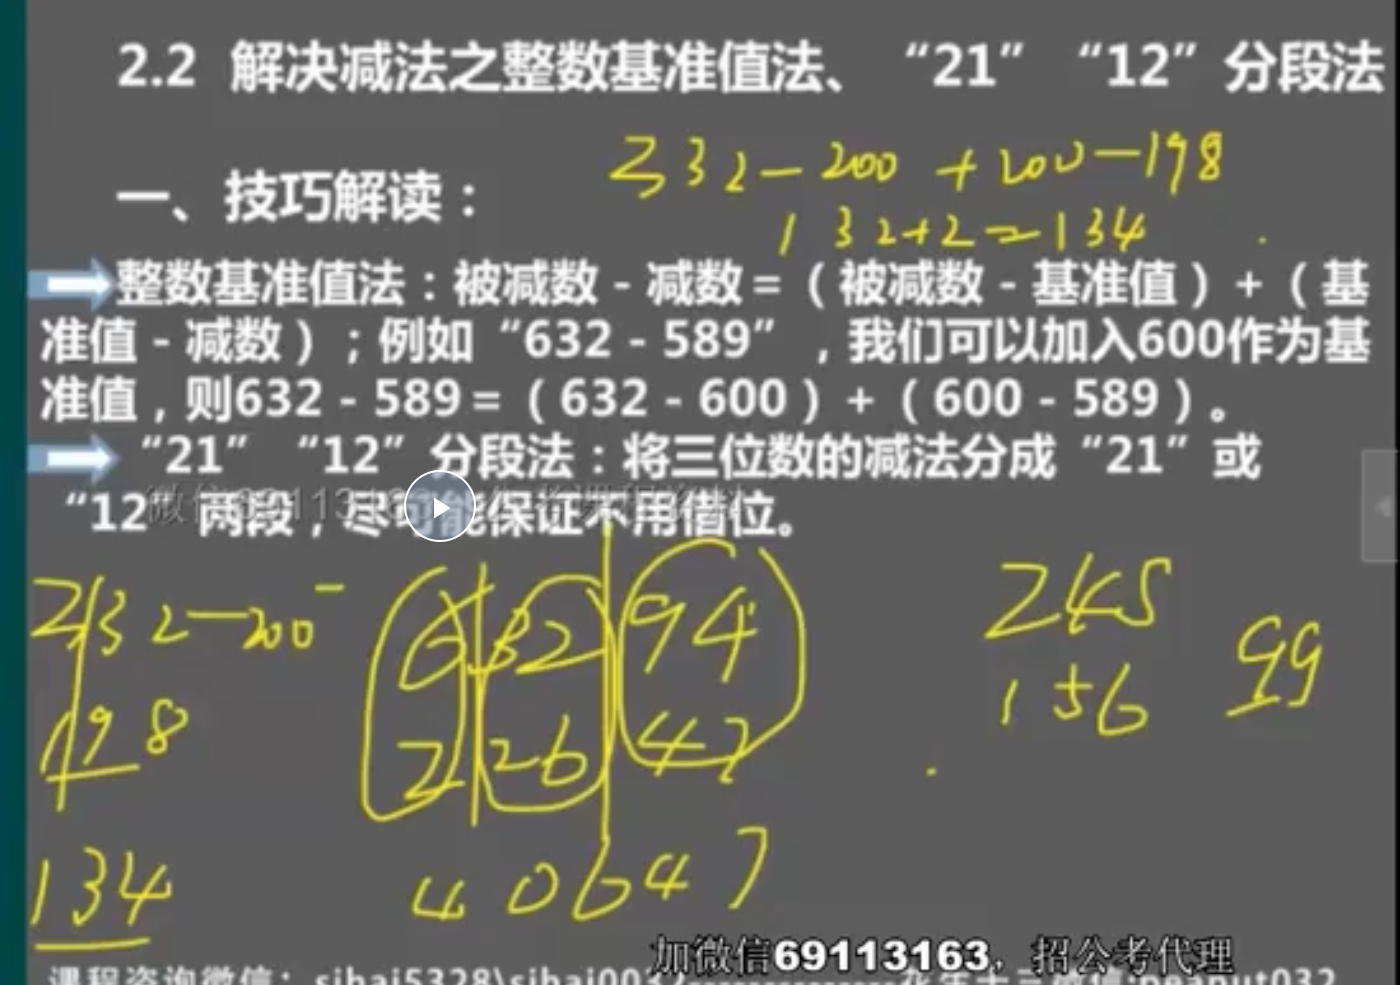 2.2 解决减法之整数基准值法、“21”“12”分段法
332-200+200-198
一、技巧解读：
132+2=134
整数基准值法：被减数-减数=（被减数-基准值）+（基
准值-减数）；例如“632-589”，我们可以加入600作为基
准值，则632-589=（632-600）+（600-589）。
“21”“12”分段法：将三位数的减法分成“21”或
“12”两段，尽可能保证不用借位。
332-200-
63294
245
99
198
22647
156
134
40647
加微信69113163，招公考代理
课程咨询微信：sihai5328\sihai0032